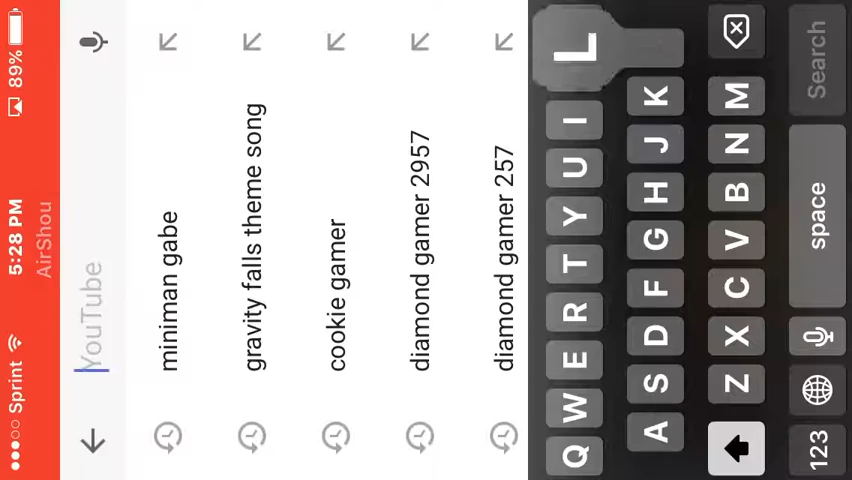 Sprint 5:28 PM 89%
AirShou
YouTube
miniman gabe
gravity falls theme song
cookie gamer
diamond gamer 2957
diamond gamer 257
Q W E R T Y U I
A S D F G H J K L
Z X C V B N M
123 space Search